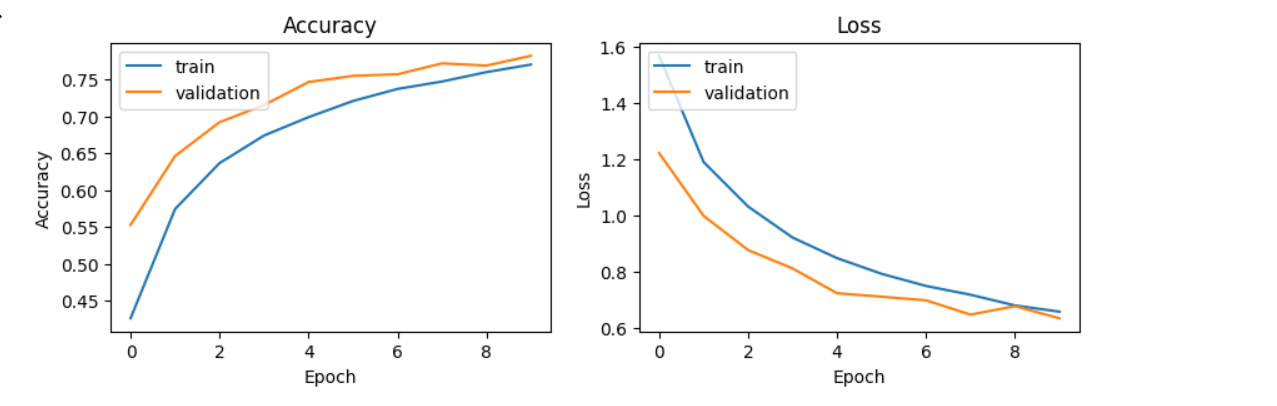 Accuracy
train
validation
0.75
0.70
0.65
0.60
0.55
0.50
0.45
Accuracy
0 2 4 6 8
Epoch
Loss
train
validation
1.6
1.4
1.2
1.0
0.8
0.6
Loss
0 2 4 6 8
Epoch